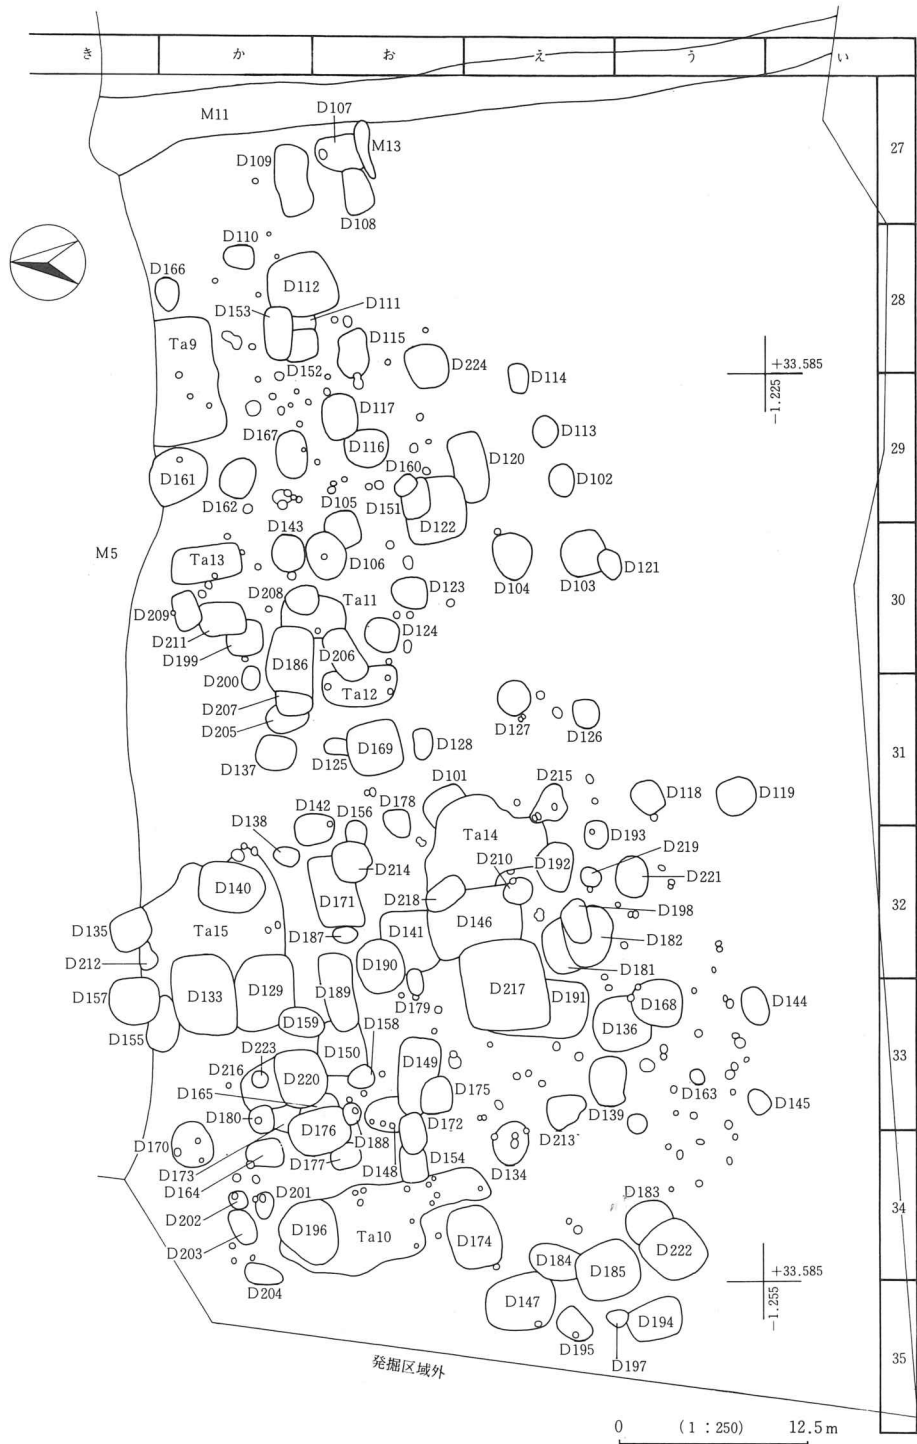 き か お え う い
M11
D107
M13
27
D109
D108
D110
D166
D112
28
D153
D111
D115
Ta9
D152
D224
+33.585
D114
-1.225
D117
D113
D167
D116
D120
29
D160
D161
D102
D162
D105
D151
D122
D143
M5
Ta13
D106
D121
D104
D103
D208
Ta11
D123
30
D209
D211
D124
D199
D206
D186
D200
Ta12
D207
D127
D126
D205
D128
31
D137
D125
D169
D101
D215
D118
D119
D142
D156
D178
D138
Ta14
D193
D219
D210
D192
D140
D214
D221
D171
D218
D198
32
D135
Ta15
D141
D146
D187
D182
D212
D190
D181
D157
D133
D129
D189
D217
D191
D168
D144
D179
D159
D158
D136
D155
D223
D150
D149
33
D216
D220
D165
D175
D163
D139
D145
D180
D176
D172
D213
D170
D188
D173
D177
D148
D154
D134
D164
D201
D183
D202
34
D196
Ta10
D174
D222
D203
D184
D185
+33.585
D204
-1.255
D147
D194
D195
D197
35
発掘区域外
0 (1:250) 12.5m